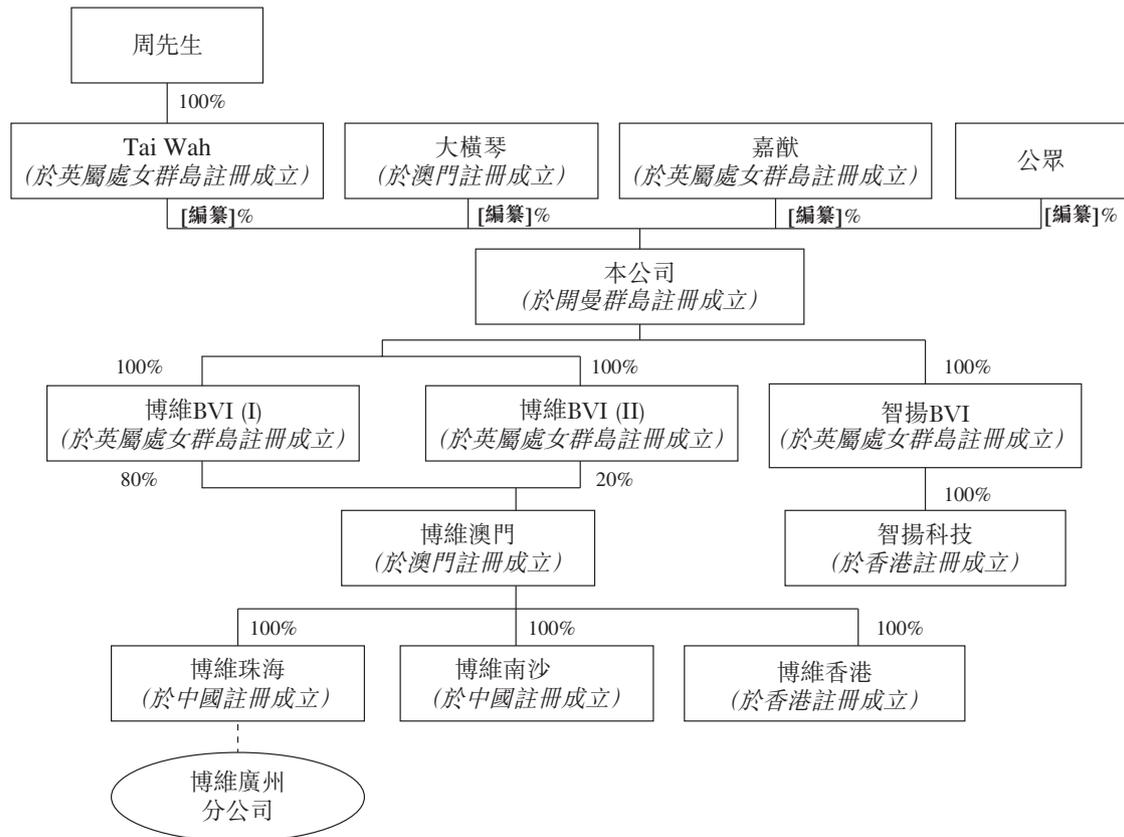 周先生
100%
Tai Wah
(於英屬處女群島註冊成立)
大橫琴
(於澳門註冊成立)
嘉猷
(於英屬處女群島註冊成立)
公眾
[編纂]%
[編纂]%
[編纂]%
[編纂]%
本公司
(於開曼群島註冊成立)
100%
100%
100%
博維BVI (I)
(於英屬處女群島註冊成立)
博維BVI (II)
(於英屬處女群島註冊成立)
智揚BVI
(於英屬處女群島註冊成立)
80%
20%
100%
博維澳門
(於澳門註冊成立)
智揚科技
(於香港註冊成立)
100%
100%
100%
博維珠海
(於中國註冊成立)
博維南沙
(於中國註冊成立)
博維香港
(於香港註冊成立)
博維廣州
分公司